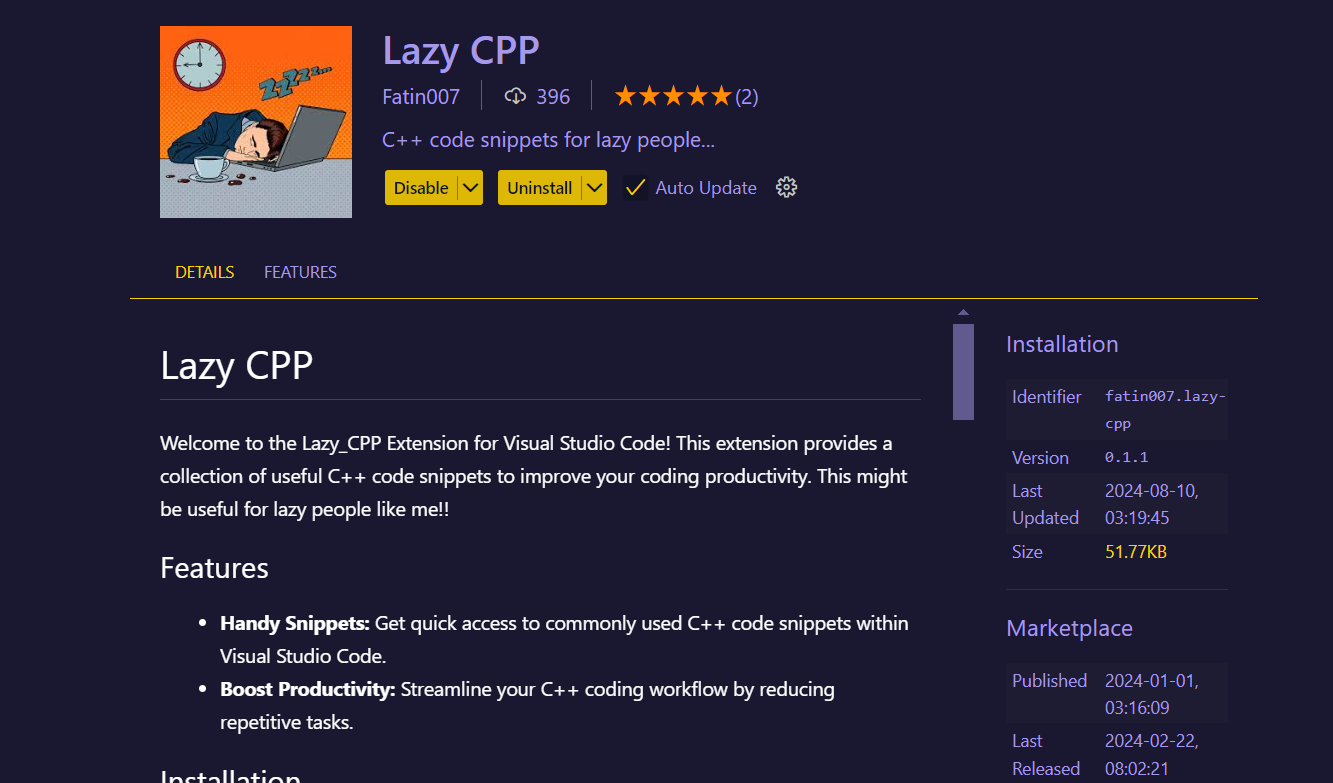 Lazy CPP
Fatin007
396
(2)
C++ code snippets for lazy people...
ZZZZZz...
Disable
Uninstall
Auto Update
DETAILS
FEATURES
Lazy CPP
Welcome to the Lazy_CPP Extension for Visual Studio Code! This extension provides a
collection of useful C++ code snippets to improve your coding productivity. This might
be useful for lazy people like me!!
Features
• Handy Snippets: Get quick access to commonly used C++ code snippets within
Visual Studio Code.
• Boost Productivity: Streamline your C++ coding workflow by reducing
repetitive tasks.
Installation
Installation
Identifier fatin007.lazy-
cpp
Version 0.1.1
Last 2024-08-10,
Updated 03:19:45
Size 51.77KB
Marketplace
Published 2024-01-01,
03:16:09
Last 2024-02-22,
Released 08:02:21